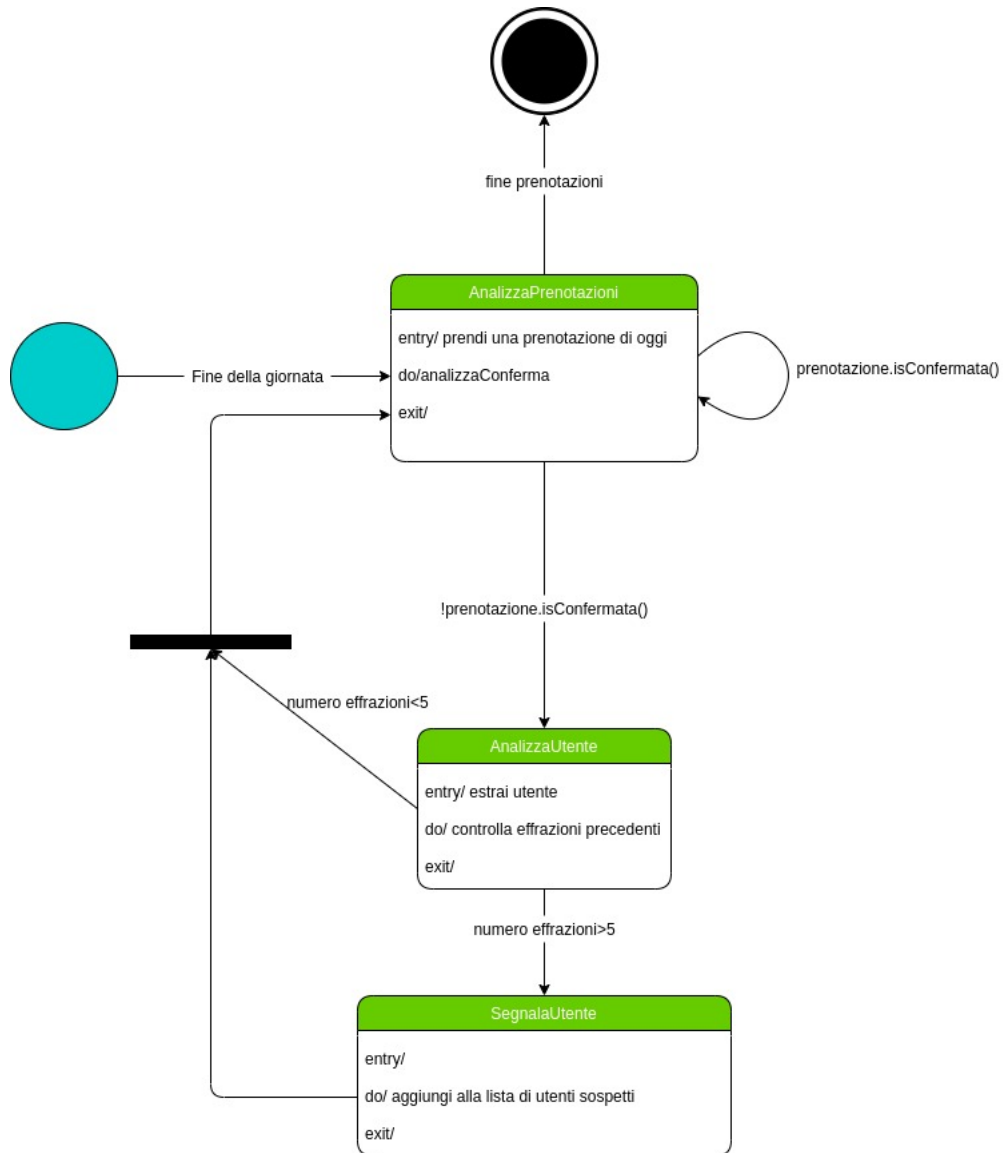 fine prenotazioni
AnalizzaPrenotazioni
entry/ prendi una prenotazione di oggi
do/analizzaConferma
exit/
Fine della giornata
prenotazione.isConfermata()
!prenotazione.isConfermata()
numero effrazioni<5
AnalizzaUtente
entry/ estrai utente
do/ controlla effrazioni precedenti
exit/
numero effrazioni>5
SegnalaUtente
entry/
do/ aggiungi alla lista di utenti sospetti
exit/